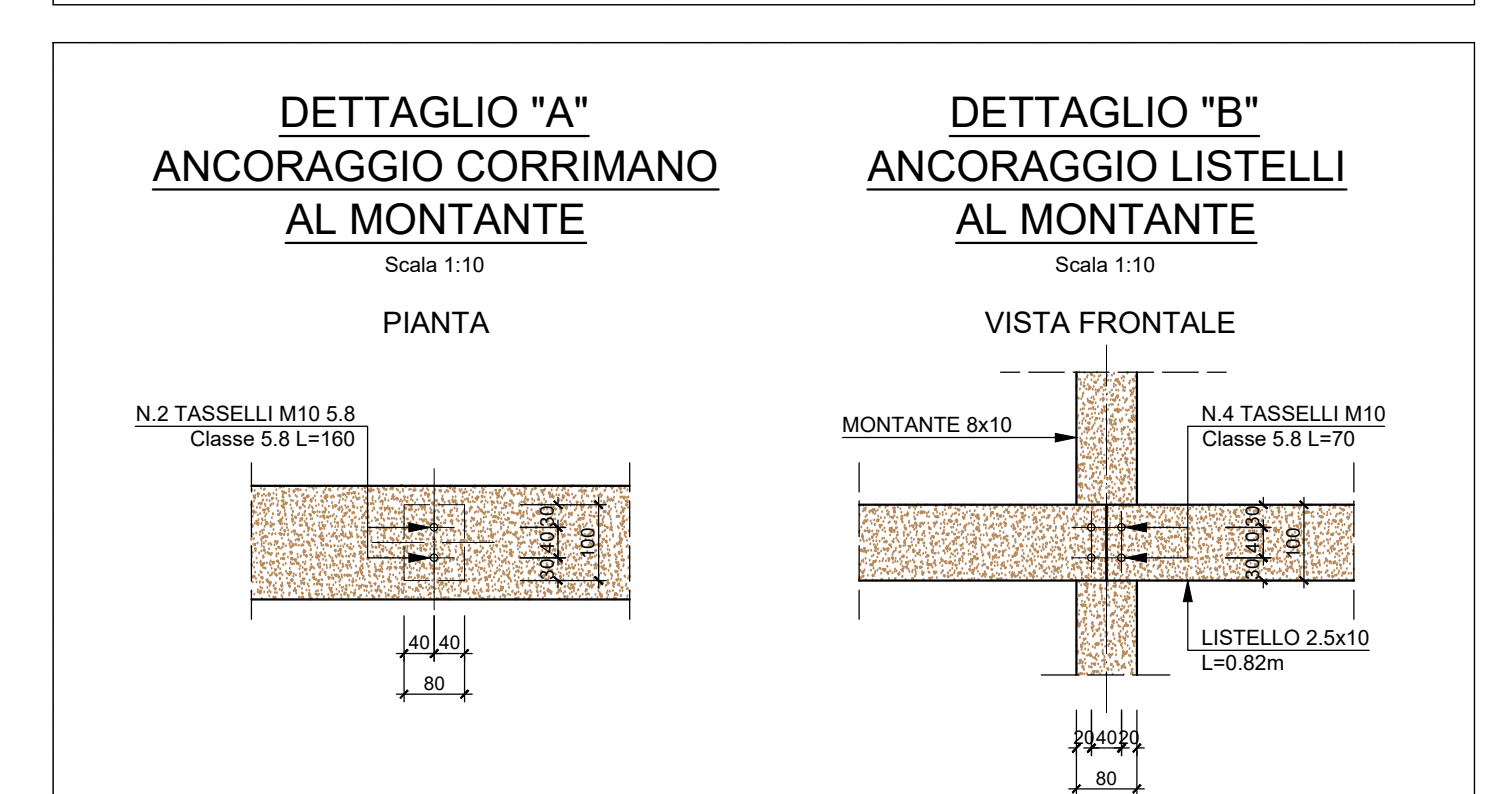 DETTAGLIO "A"
ANCORAGGIO CORRIMANO
AL MONTANTE
Scala 1:10
PIANTA
N.2 TASSELLI M10 5.8
Classe 5.8 L=160
30
40
30
100
40
40
80
DETTAGLIO "B"
ANCORAGGIO LISTELLI
AL MONTANTE
Scala 1:10
VISTA FRONTALE
MONTANTE 8x10
N.4 TASSELLI M10
Classe 5.8 L=70
30
40
30
100
LISTELLO 2.5x10
L=0.82m
20
40
20
80